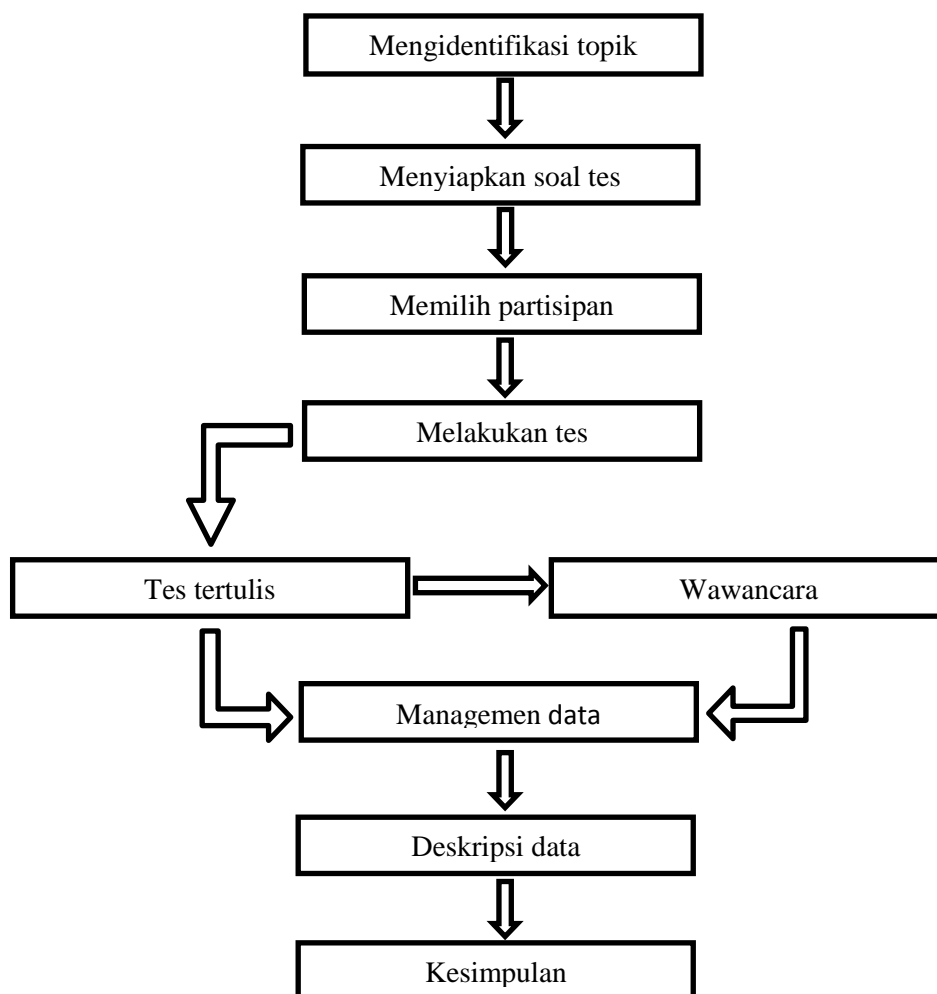 Mengidentifikasi topik
Menyiapkan soal tes
Memilih partisipan
Melakukan tes
Tes tertulis
Wawancara
Managemen data
Deskripsi data
Kesimpulan